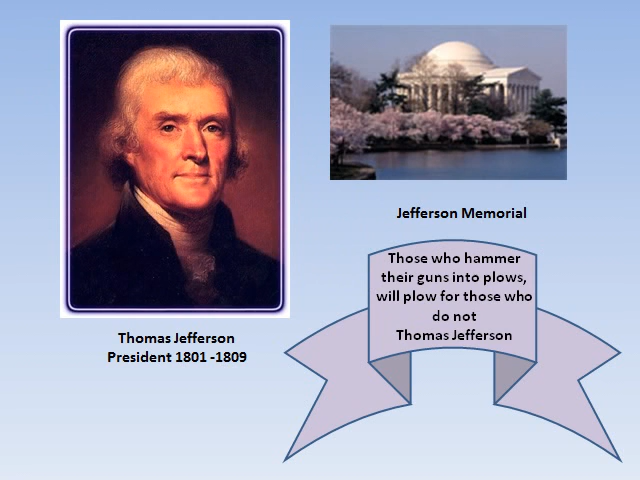 Jefferson Memorial
Those who hammer
their guns into plows,
will plow for those who
do not
Thomas Jefferson
Thomas Jefferson
President 1801 -1809